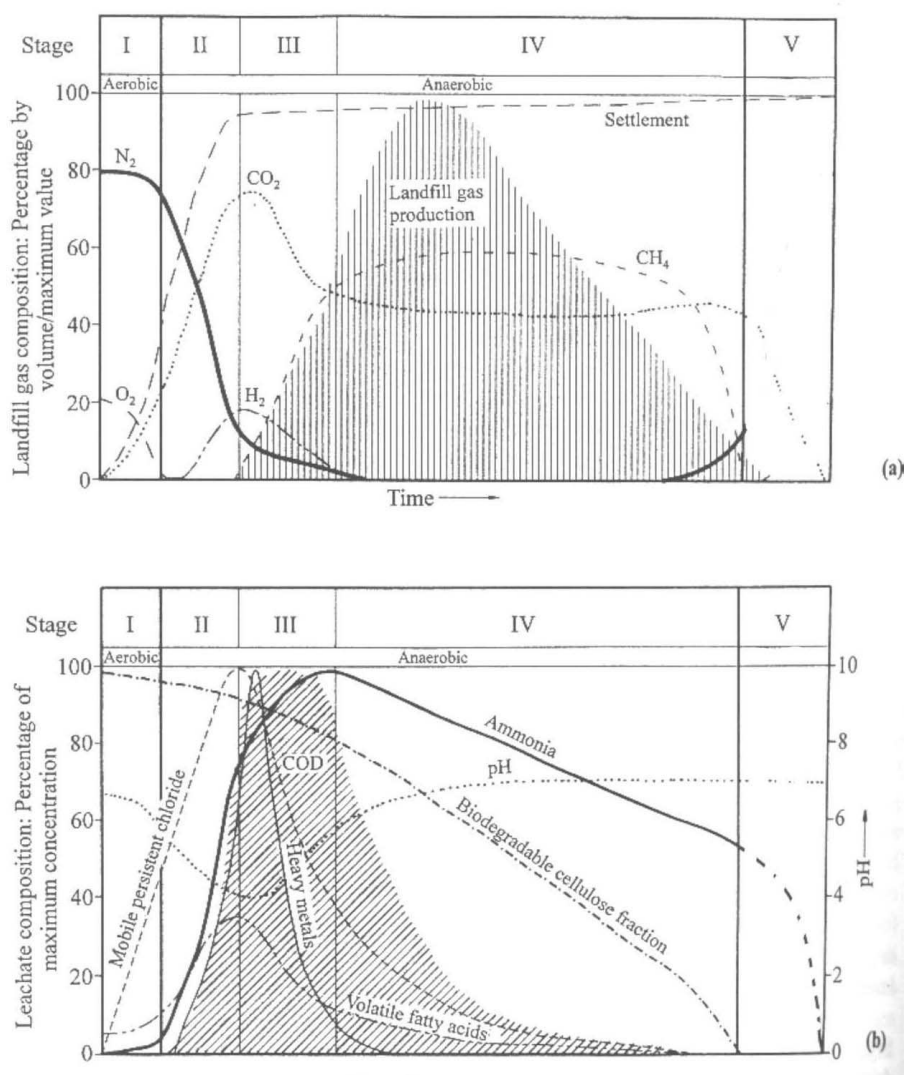 Stage I II III IV V
Aerobic Anaerobic
100
80
60
40
20
0
Landfill gas composition: Percentage by
volume/maximum value
N2
O2
CO2
H2
Landfill gas
production
CH4
Settlement
Time
(a)
Stage I II III IV V
Aerobic Anaerobic
100
80
60
40
20
0
Leachate composition: Percentage of
maximum concentration
Mobile persistent chloride
COD
Heavy metals
Volatile fatty acids
Ammonia
pH
Biodegradable cellulose fraction
10
8
6
4
2
0
pH
(b)